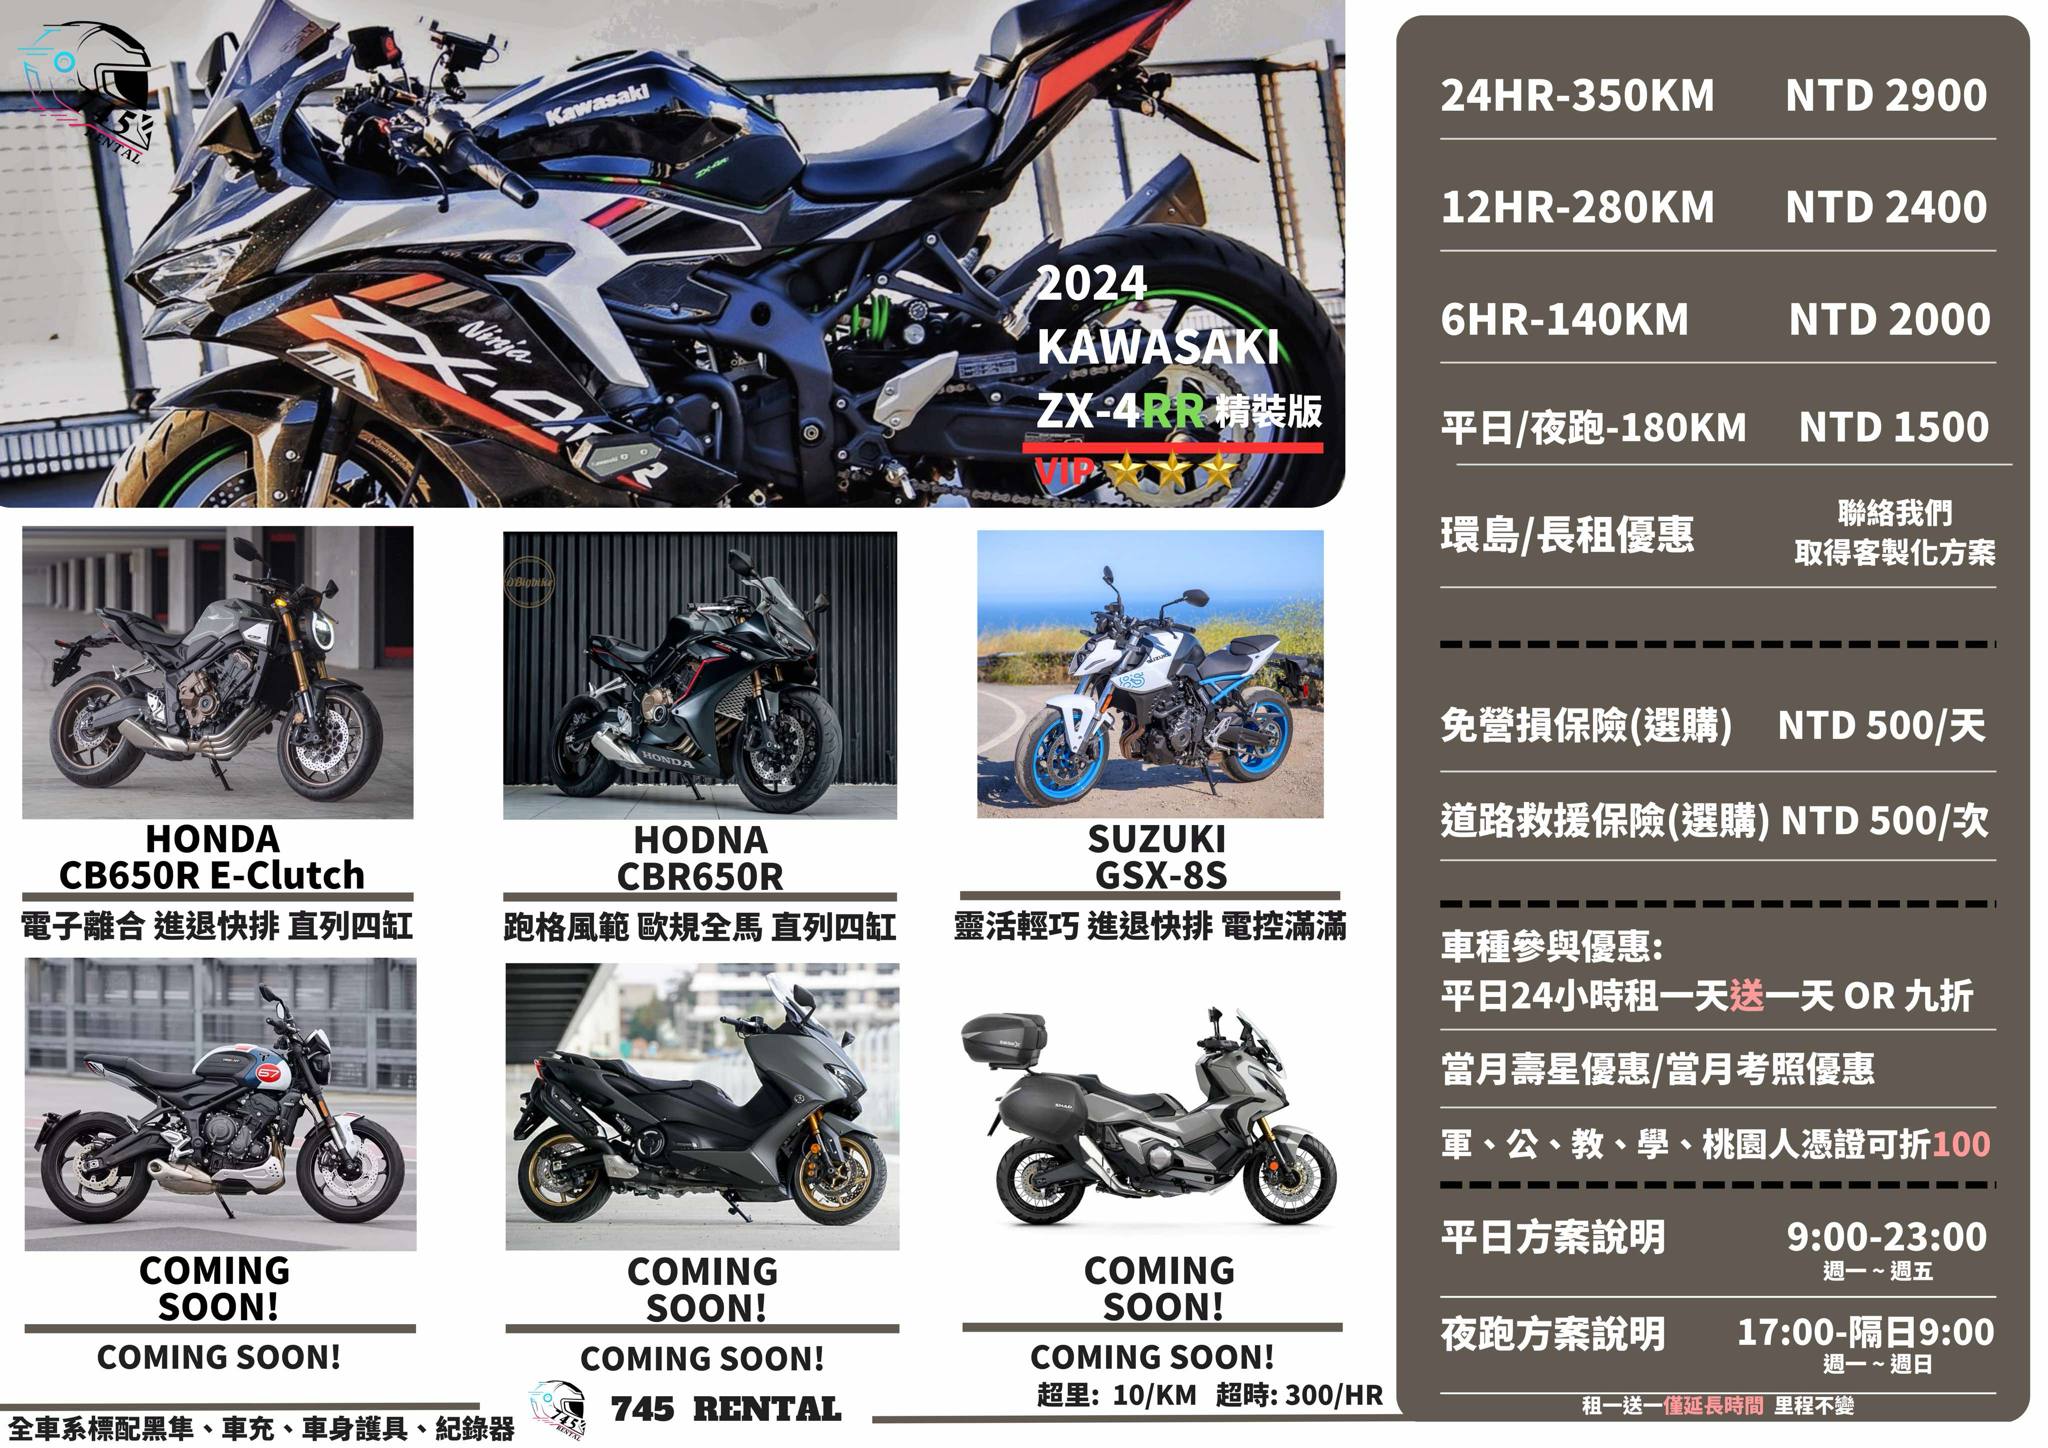 745
RENTAL
Kawasaki
ZX-4R
Ninja
2024
KAWASAKI
ZX-4RR 精裝版
VIP
HONDA
CB650R E-Clutch
電子離合 進退快排 直列四缸
Bigbike
HONDA
HODNA
CBR650R
跑格風範 歐規全馬 直列四缸
SUZUKI
8S
SUZUKI
GSX-8S
靈活輕巧 進退快排 電控滿滿
67
COMING
SOON!
COMING SOON!
COMING
SOON!
COMING SOON!
SHAD
COMING
SOON!
COMING SOON!
超里: 10/KM 超時: 300/HR
全車系標配黑隼、車充、車身護具、紀錄器
745
RENTAL
745 RENTAL
24HR-350KM NTD 2900
12HR-280KM NTD 2400
6HR-140KM NTD 2000
平日/夜跑-180KM NTD 1500
環島/長租優惠 聯絡我們
取得客製化方案
免營損保險(選購) NTD 500/天
道路救援保險(選購) NTD 500/次
車種參與優惠:
平日24小時租一天送一天 OR 九折
當月壽星優惠/當月考照優惠
軍、公、教、學、桃園人憑證可折100
平日方案說明 9:00-23:00
週一 ~ 週五
夜跑方案說明 17:00-隔日9:00
週一 ~ 週日
租一送一僅延長時間 里程不變